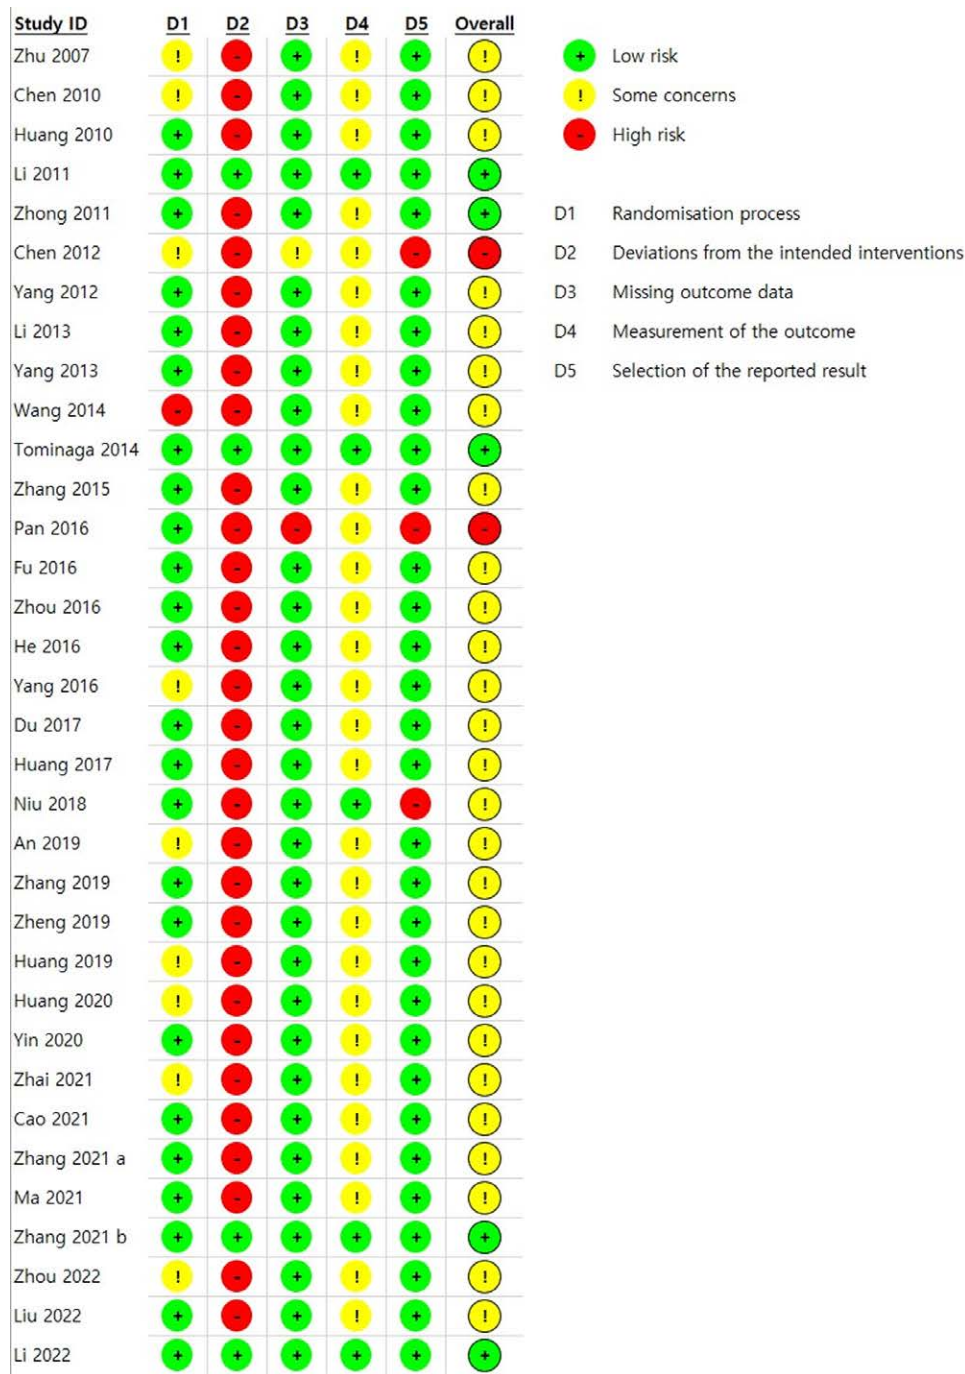 Study ID D1 D2 D3 D4 D5 Overall
Zhu 2007 ! - + ! + !
Chen 2010 ! - + ! + !
Huang 2010 + - + ! + !
Li 2011 + + + + + +
Zhong 2011 + - + ! + +
Chen 2012 ! - ! ! - -
Yang 2012 + - + ! + !
Li 2013 + - + ! + !
Yang 2013 + - + ! + !
Wang 2014 - - + ! + !
Tominaga 2014 + + + + + +
Zhang 2015 + - + ! + !
Pan 2016 + - - ! - -
Fu 2016 + - + ! + !
Zhou 2016 + - + ! + !
He 2016 + - + ! + !
Yang 2016 ! - + ! + !
Du 2017 + - + ! + !
Huang 2017 + - + ! + !
Niu 2018 + - + + - !
An 2019 ! - + ! + !
Zhang 2019 + - + ! + !
Zheng 2019 + - + ! + !
Huang 2019 ! - + ! + !
Huang 2020 ! - + ! + !
Yin 2020 + - + ! + !
Zhai 2021 ! - + ! + !
Cao 2021 + - + ! + !
Zhang 2021 a + - + ! + !
Ma 2021 + - + ! + !
Zhang 2021 b + + + + + +
Zhou 2022 ! - + ! + !
Liu 2022 + - + ! + !
Li 2022 + + + + + +
+ Low risk
! Some concerns
- High risk
D1 Randomisation process
D2 Deviations from the intended interventions
D3 Missing outcome data
D4 Measurement of the outcome
D5 Selection of the reported result